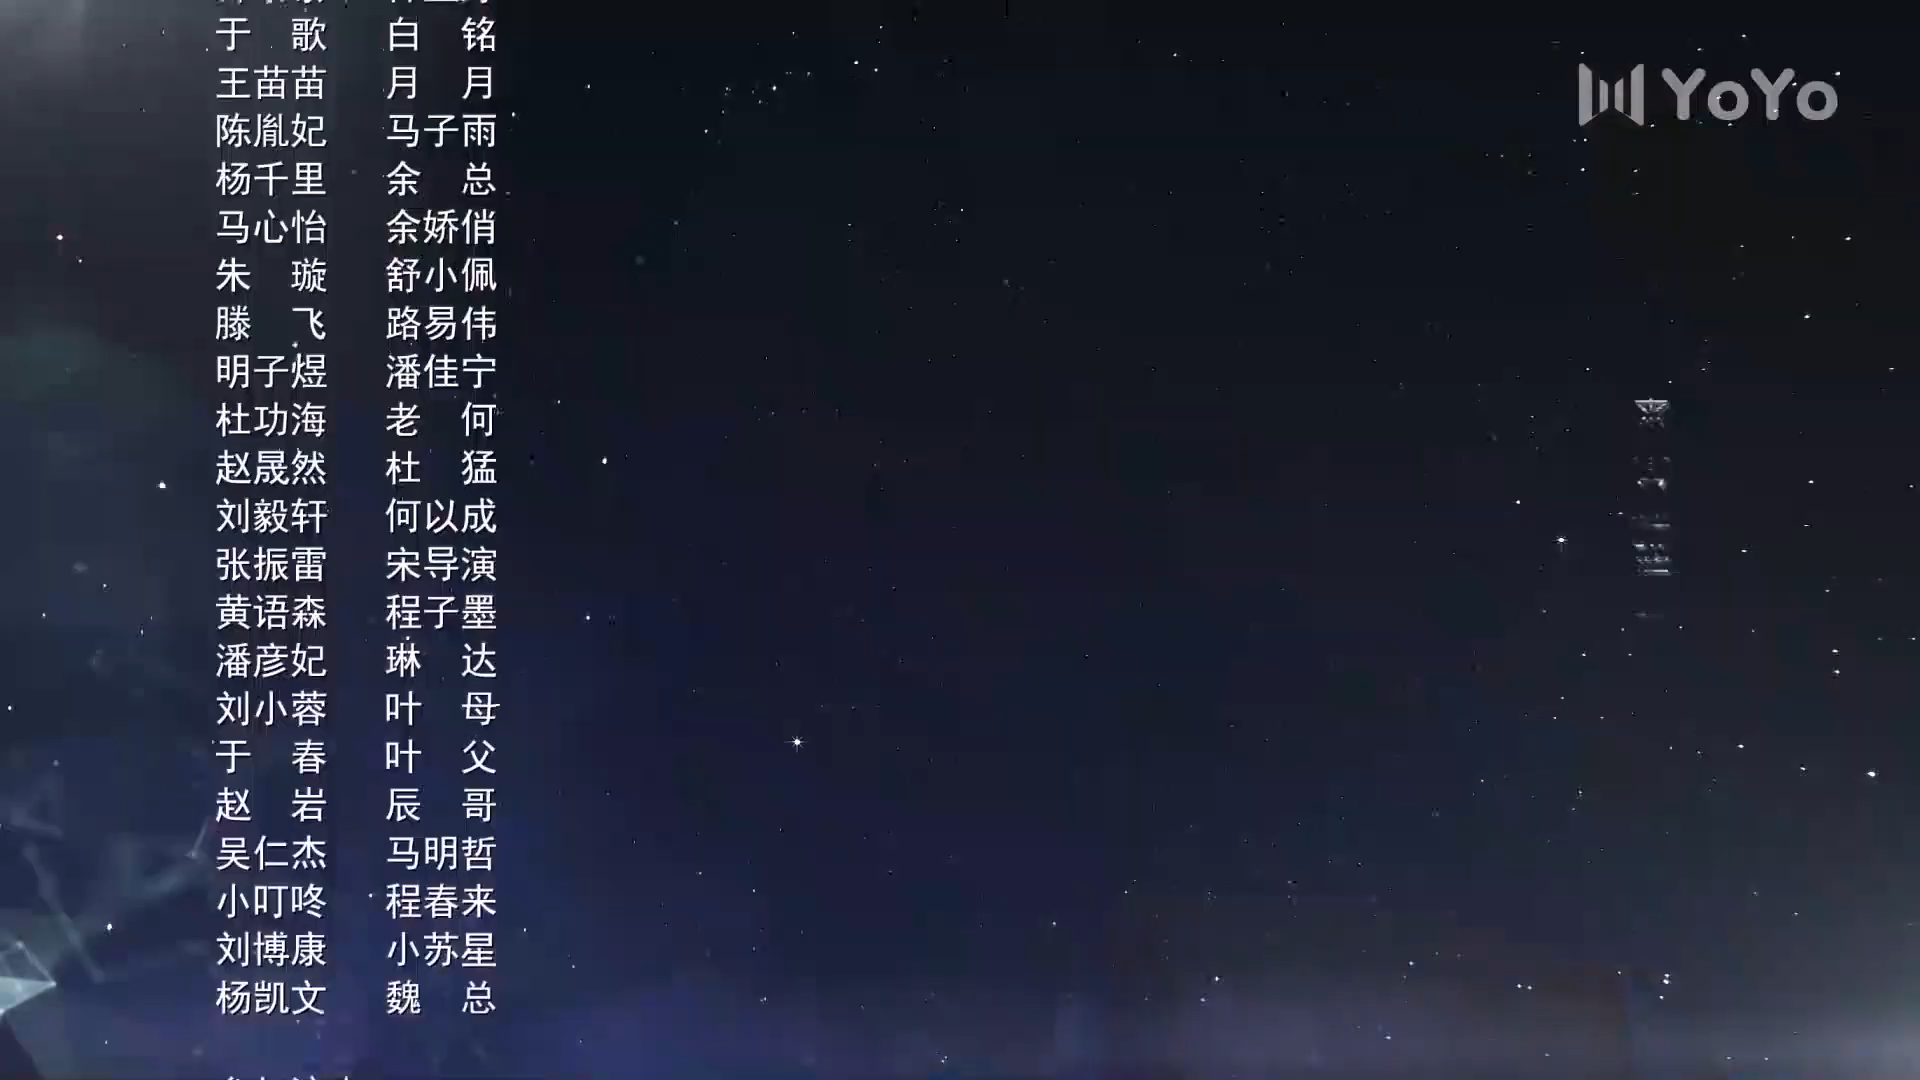 YoYo
于　歌　白　铭
王苗苗　月　月
陈胤妃　马子雨
杨千里　余　总
马心怡　余娇俏
朱　璇　舒小佩
滕　飞　路易伟
明子煜　潘佳宁
杜功海　老　何
赵晟然　杜　猛
刘毅轩　何以成
张振雷　宋导演
黄语森　程子墨
潘彦妃　琳　达
刘小蓉　叶　母
于　春　叶　父
赵　岩　辰　哥
吴仁杰　马明哲
小叮咚　程春来
刘博康　小苏星
杨凯文　魏　总